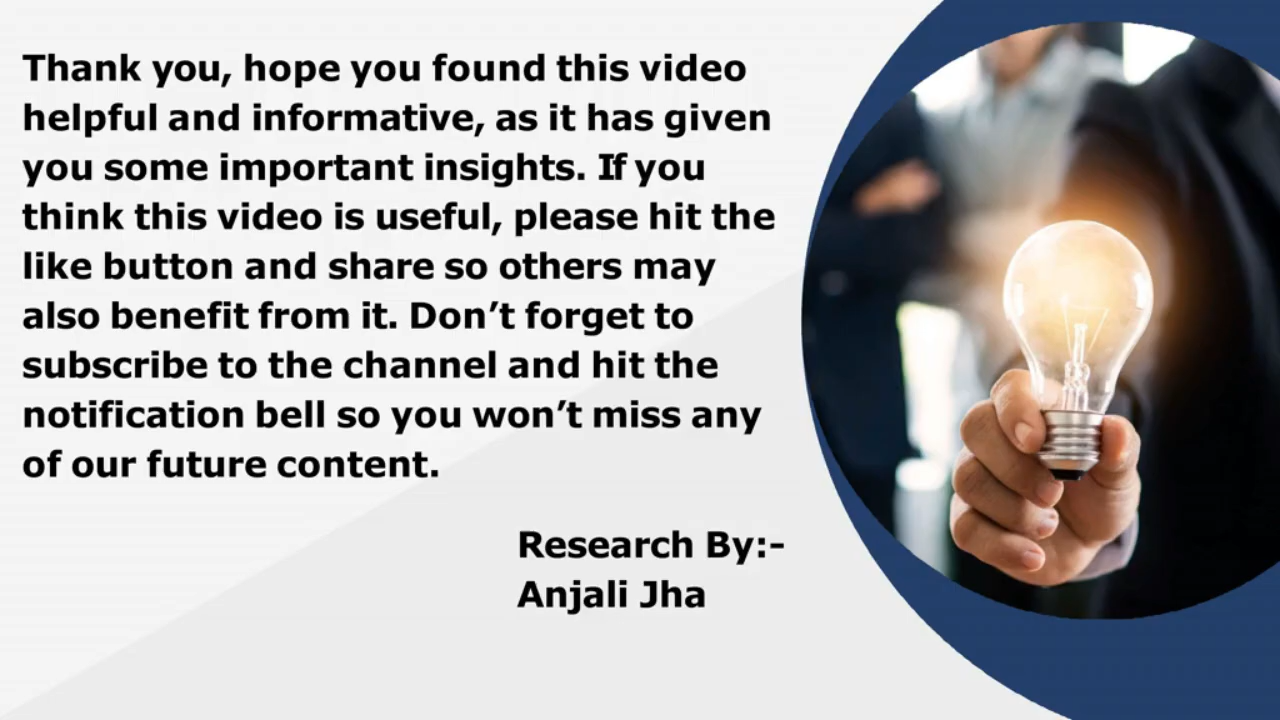 Thank you, hope you found this video
helpful and informative, as it has given
you some important insights. If you
think this video is useful, please hit the
like button and share so others may
also benefit from it. Don’t forget to
subscribe to the channel and hit the
notification bell so you won’t miss any
of our future content.
Research By:-
Anjali Jha